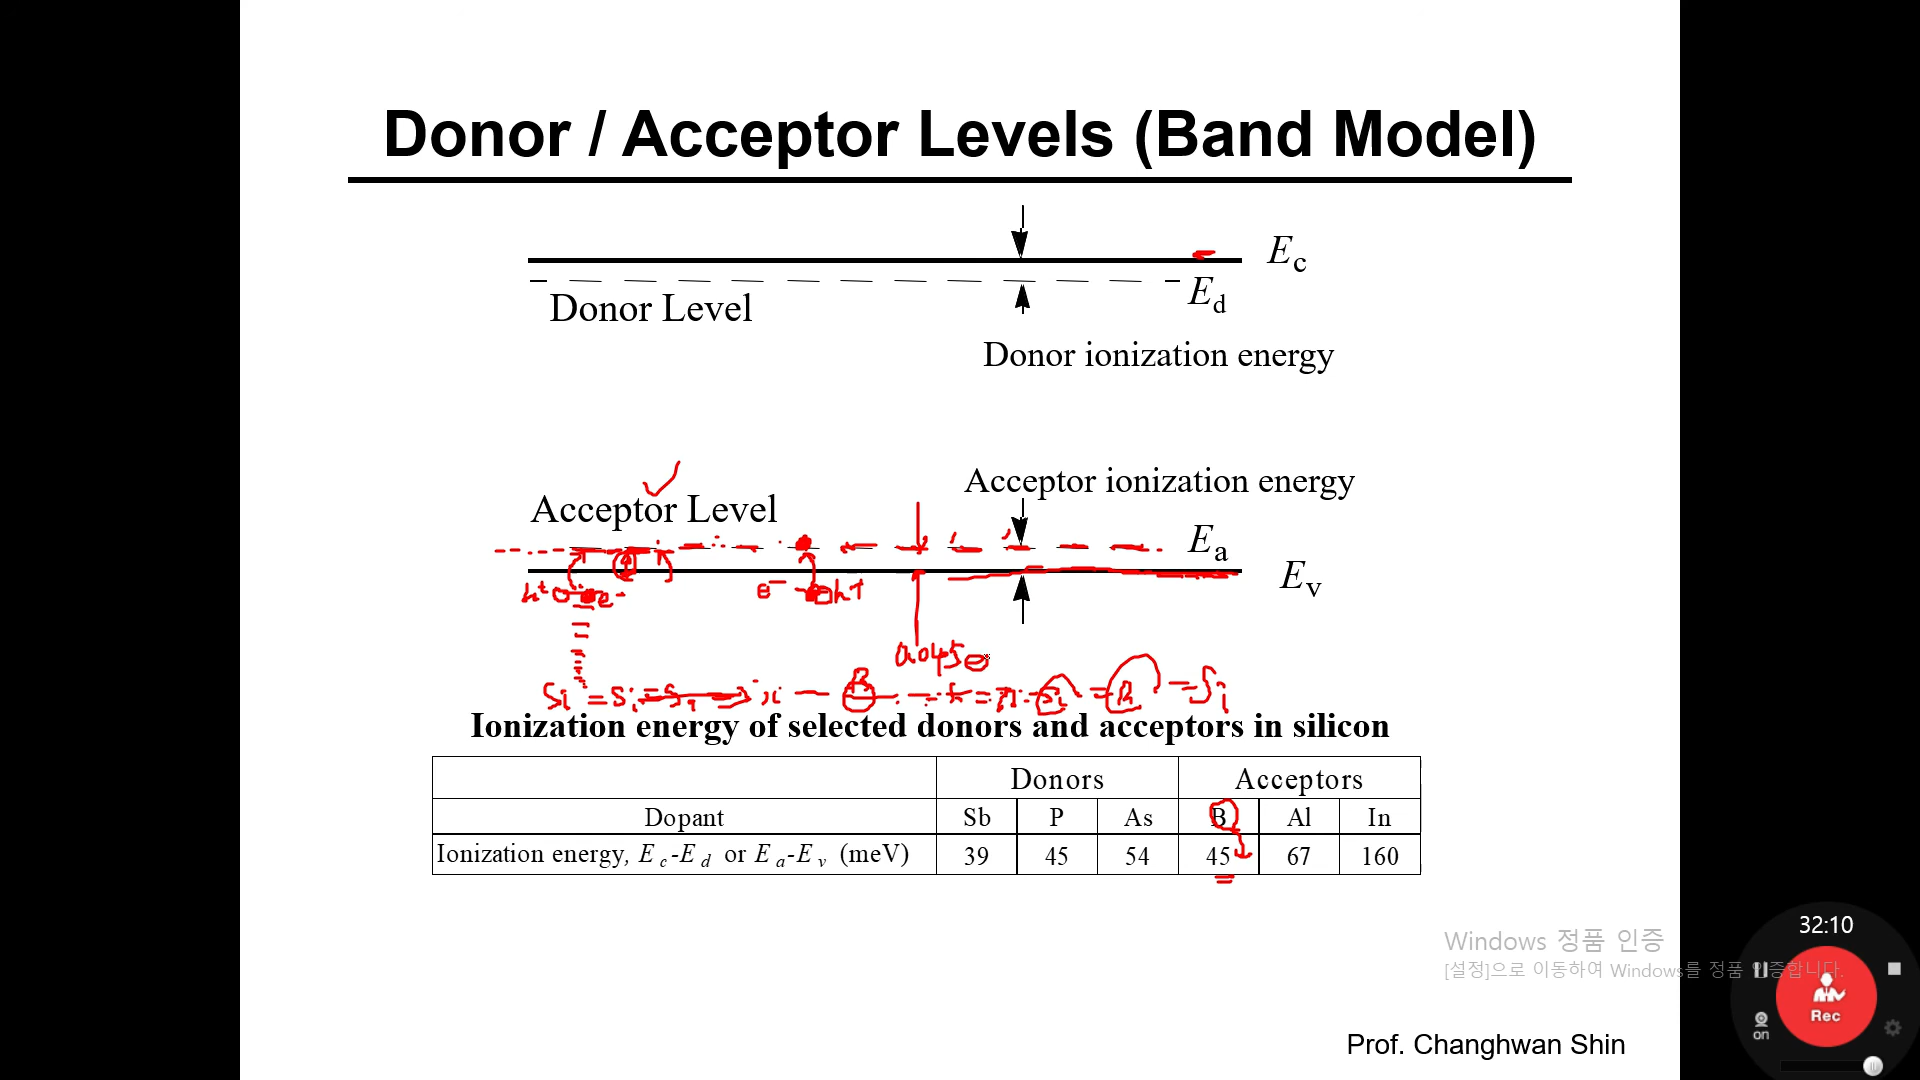 Donor / Acceptor Levels (Band Model)
Ec
Donor Level
Ed
Donor ionization energy
Acceptor ionization energy
Acceptor Level
Ea
Ev
h+ e-
e- h+
0.045e
Ionization energy of selected donors and acceptors in silicon
Donors Acceptors
Dopant Sb P As B Al In
Ionization energy, Ec-Ed or Ea-Ev (meV) 39 45 54 45 67 160
32:10
Windows 정품 인증
[설정]으로 이동하여 Windows를 정품 인증합니다.
Rec
on
Prof. Changhwan Shin